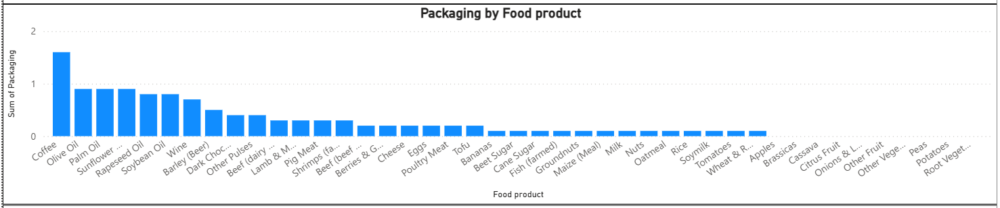 Packaging by Food product
2
1
0
Sum of Packaging
Coffee
Olive Oil
Palm Oil
Sunflower ...
Rapeseed Oil
Soybean Oil
Wine
Barley (Beer)
Dark Choc...
Other Pulses
Beef (dairy ...
Lamb & M...
Pig Meat
Shrimps (fa...
Beef (beef ...
Berries & G...
Cheese
Eggs
Poultry Meat
Tofu
Bananas
Beet Sugar
Cane Sugar
Fish (farmed)
Groundnuts
Maize (Meal)
Milk
Nuts
Oatmeal
Rice
Soymilk
Tomatoes
Wheat & R...
Apples
Brassicas
Cassava
Citrus Fruit
Onions & L...
Other Fruit
Other Vege...
Peas
Potatoes
Root Veget...
Food product